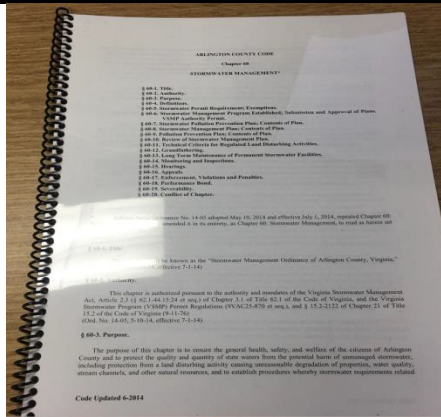 ARLINGTON COUNTY CODE
Chapter 60
STORMWATER MANAGEMENT*
§ 60-1. Title.
§ 60-2. Authority.
§ 60-3. Purpose.
§ 60-4. Definitions.
§ 60-5. Stormwater Permit Requirement; Exemptions.
§ 60-6. Stormwater Management Program Established; Submission and Approval of Plans.
VSMP Authority Permit.
§ 60-7. Stormwater Pollution Prevention Plan; Contents of Plan.
§ 60-8. Stormwater Management Plan; Contents of Plan.
§ 60-9. Pollution Prevention Plan; Contents of Plan.
§ 60-10. Review of Stormwater Management Plan.
§ 60-11. Technical Criteria for Regulated Land Disturbing Activities.
§ 60-12. Grandfathering.
§ 60-13. Long Term Maintenance of Permanent Stormwater Facilities.
§ 60-14. Monitoring and Inspections.
§ 60-15. Hearings.
§ 60-16. Appeals.
§ 60-17. Enforcement, Violations and Penalties.
§ 60-18. Performance Bond.
§ 60-19. Severability.
§ 60-20. Conflict of Chapter.
No. 14-05 adopted May 10, 2014 and effective July 1, 2014, repealed Chapter 60:
amended it in its entirety, as Chapter 60: Stormwater Management, to read as herein set
§ 60-1. Title.
be known as the "Stormwater Management Ordinance of Arlington County, Virginia."
effective 7-1-14)
This chapter is authorized pursuant to the authority and mandates of the Virginia Stormwater Management
Act, Article 2.3 (§ 62.1-44.15:24 et seq.) of Chapter 3.1 of Title 62.1 of the Code of Virginia, and the Virginia
Stormwater Program (VSMP) Permit Regulations (9VAC25-870 et seq.), and § 15.2-2122 of Chapter 21 of Title
15.2 of the Code of Virginia (9-11-76)
(Ord. No. 14-05, 5-10-14, effective 7-1-14)
§ 60-3. Purpose.
The purpose of this chapter is to ensure the general health, safety, and welfare of the citizens of Arlington
County and to protect the quality and quantity of state waters from the potential harm of unmanaged stormwater,
including protection from a land disturbing activity causing unreasonable degradation of properties, water quality,
stream channels, and other natural resources, and to establish procedures whereby stormwater requirements related
Code Updated 6-2014